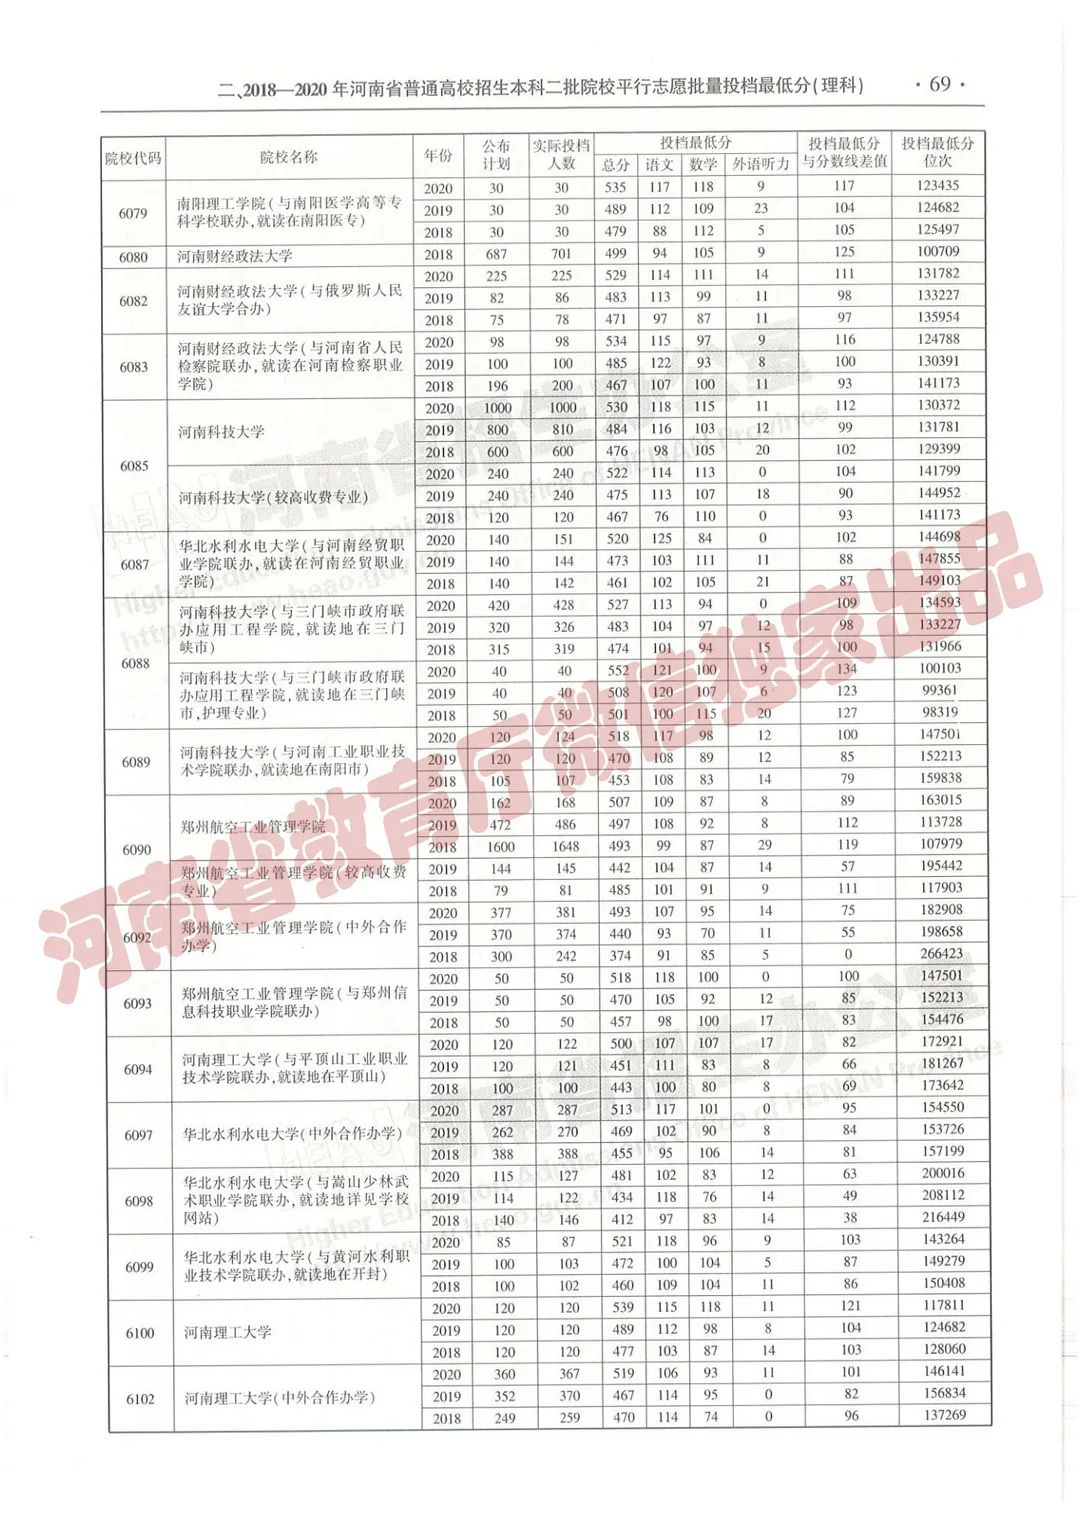 二、2018—2020 年河南省普通高校招生本科二批院校平行志愿批量投档最低分(理科) ·69·
院校代码 院校名称 年份 公布计划 实际投档人数 投档最低分 投档最低分与分数线差值 投档最低分位次
总分 语文 数学 外语听力
6079 南阳理工学院(与南阳医学高等专科学校联办,就读在南阳医专) 2020 30 30 535 117 118 9 117 123435
2019 30 30 489 112 109 23 104 124682
2018 30 30 479 88 112 5 105 125497
6080 河南财经政法大学 2018 687 701 499 94 105 9 125 100709
6082 河南财经政法大学(与俄罗斯人民友谊大学合办) 2020 225 225 529 114 111 14 111 131782
2019 82 86 483 113 99 11 98 133227
2018 75 78 471 97 87 11 97 135954
6083 河南财经政法大学(与河南省人民检察院联办,就读在河南检察职业学院) 2020 98 98 534 115 97 9 116 124788
2019 100 100 485 122 93 8 100 130391
2018 196 200 467 107 100 11 93 141173
6085 河南科技大学 2020 1000 1000 530 118 115 11 112 130372
2019 800 810 484 116 103 12 99 131781
2018 600 600 476 98 105 20 102 129399
河南科技大学(较高收费专业) 2020 240 240 522 114 113 0 104 141799
2019 240 240 475 113 107 18 90 144952
2018 120 120 467 76 110 0 93 141173
6087 华北水利水电大学(与河南经贸职业学院联办,就读在河南经贸职业学院) 2020 140 151 520 125 84 0 102 144698
2019 140 144 473 103 111 11 88 147855
2018 140 142 461 102 105 21 87 149103
6088 河南科技大学(与三门峡市政府联办应用工程学院,就读地在三门峡市) 2020 420 428 527 113 94 0 109 134593
2019 320 326 483 104 97 12 98 133227
2018 315 319 474 101 94 15 100 131966
河南科技大学(与三门峡市政府联办应用工程学院,就读地在三门峡市,护理专业) 2020 40 40 552 121 100 9 134 100103
2019 40 40 508 120 107 6 123 99361
2018 50 50 501 100 115 20 127 98319
6089 河南科技大学(与河南工业职业技术学院联办,就读地在南阳市) 2020 120 124 518 117 98 12 100 147501
2019 120 120 470 108 89 12 85 152213
2018 105 107 453 108 83 14 79 159838
6090 郑州航空工业管理学院 2020 162 168 507 109 87 8 89 163015
2019 472 486 497 108 92 8 112 113728
2018 1600 1648 493 99 87 29 119 107979
郑州航空工业管理学院(较高收费专业) 2019 144 145 442 104 87 14 57 195442
2018 79 81 485 101 91 9 111 117903
6092 郑州航空工业管理学院(中外合作办学) 2020 377 381 493 107 95 14 75 182908
2019 370 374 440 93 70 11 55 198658
2018 300 242 374 91 85 5 0 266423
6093 郑州航空工业管理学院(与郑州信息科技职业学院联办) 2020 50 50 518 118 100 0 100 147501
2019 50 50 470 105 92 12 85 152213
2018 50 50 457 98 100 17 83 154476
6094 河南理工大学(与平顶山工业职业技术学院联办,就读地在平顶山) 2020 120 122 500 107 107 17 82 172921
2019 120 121 451 111 83 8 66 181267
2018 100 100 443 100 80 8 69 173642
6097 华北水利水电大学(中外合作办学) 2020 287 287 513 117 101 0 95 154550
2019 262 270 469 102 90 8 84 153726
2018 388 388 455 95 106 14 81 157199
6098 华北水利水电大学(与嵩山少林武术职业学院联办,就读地详见学校网站) 2020 115 127 481 102 83 12 63 200016
2019 114 122 434 118 76 14 49 208112
2018 140 146 412 97 83 14 38 216449
6099 华北水利水电大学(与黄河水利职业技术学院联办,就读地在开封) 2020 85 87 521 118 96 9 103 143264
2019 100 103 472 100 104 5 87 149279
2018 100 102 460 109 104 11 86 150408
6100 河南理工大学 2020 120 120 539 115 118 11 121 117811
2019 120 120 489 112 98 8 104 124682
2018 120 120 477 103 87 14 103 128060
6102 河南理工大学(中外合作办学) 2020 360 367 519 106 93 11 101 146141
2019 352 370 467 114 95 0 82 156834
2018 249 259 470 114 74 0 96 137269
河南省教育厅微信独家出品
河南省招生办公室